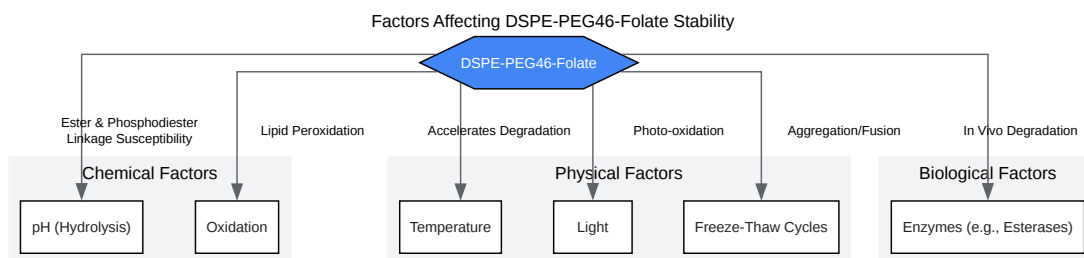 Factors Affecting DSPE-PEG46-Folate Stability
DSPE-PEG46-Folate
Ester & Phosphodiester
Linkage Susceptibility
Lipid Peroxidation
Accelerates Degradation
Photo-oxidation
Aggregation/Fusion
In Vivo Degradation
Chemical Factors
Physical Factors
Biological Factors
pH (Hydrolysis)
Oxidation
Temperature
Light
Freeze-Thaw Cycles
Enzymes (e.g., Esterases)